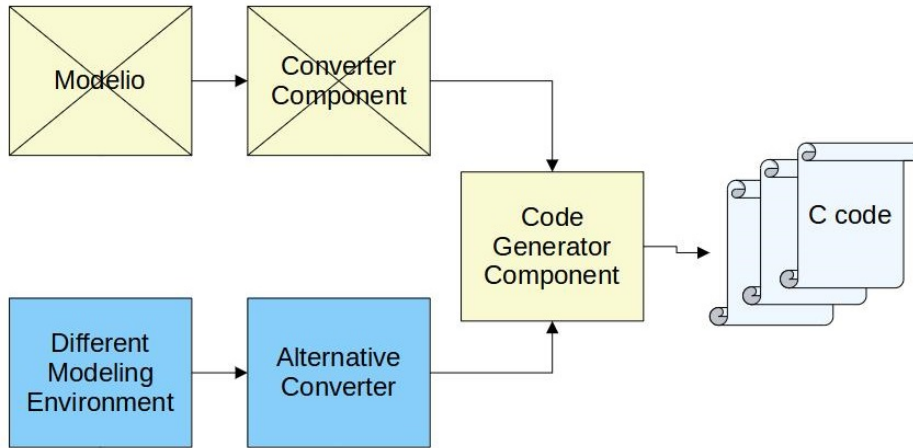 Modelio
Converter
Component
Code
Generator
Component
C code
Different
Modeling
Environment
Alternative
Converter